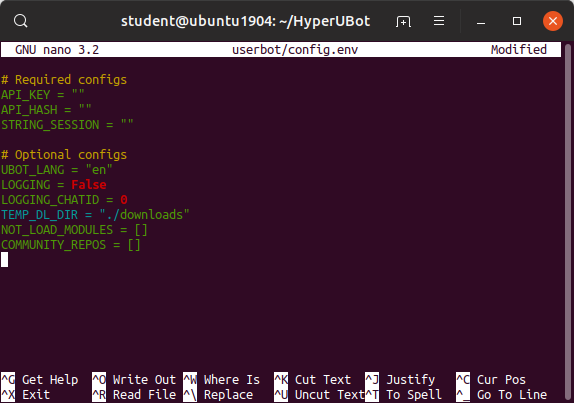 student@ubuntu1904: ~/HyperUBot
GNU nano 3.2 userbot/config.env Modified
# Required configs
API_KEY = ""
API_HASH = ""
STRING_SESSION = ""
# Optional configs
UBOT_LANG = "en"
LOGGING = False
LOGGING_CHATID = 0
TEMP_DL_DIR = "./downloads"
NOT_LOAD_MODULES = []
COMMUNITY_REPOS = []
^G Get Help ^O Write Out ^W Where Is ^K Cut Text ^J Justify ^C Cur Pos
^X Exit ^R Read File ^\ Replace ^U Uncut Text ^T To Spell ^_ Go To Line